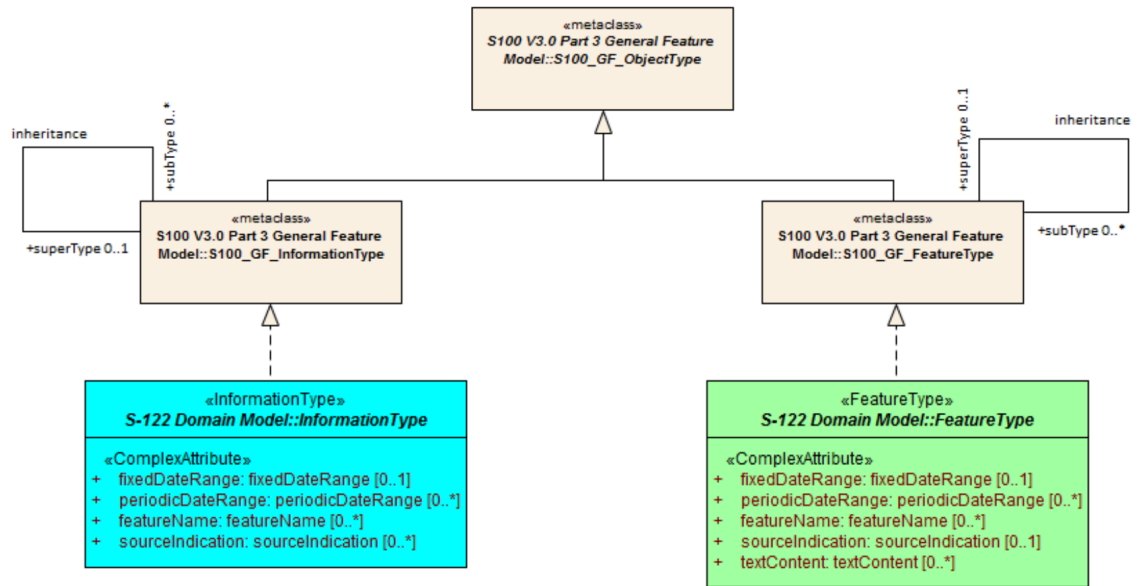 «metaclass»
S100 V3.0 Part 3 General Feature
Model::S100_GF_ObjectType
inheritance
+subType 0..*
+superType 0..1
«metaclass»
S100 V3.0 Part 3 General Feature
Model::S100_GF_InformationType
+superType 0..1
inheritance
+subType 0..*
«metaclass»
S100 V3.0 Part 3 General Feature
Model::S100_GF_FeatureType
«InformationType»
S-122 Domain Model::InformationType
«ComplexAttribute»
+ fixedDateRange: fixedDateRange [0..1]
+ periodicDateRange: periodicDateRange [0..*]
+ featureName: featureName [0..*]
+ sourceIndication: sourceIndication [0..*]
«FeatureType»
S-122 Domain Model::FeatureType
«ComplexAttribute»
+ fixedDateRange: fixedDateRange [0..1]
+ periodicDateRange: periodicDateRange [0..*]
+ featureName: featureName [0..*]
+ sourceIndication: sourceIndication [0..1]
+ textContent: textContent [0..*]